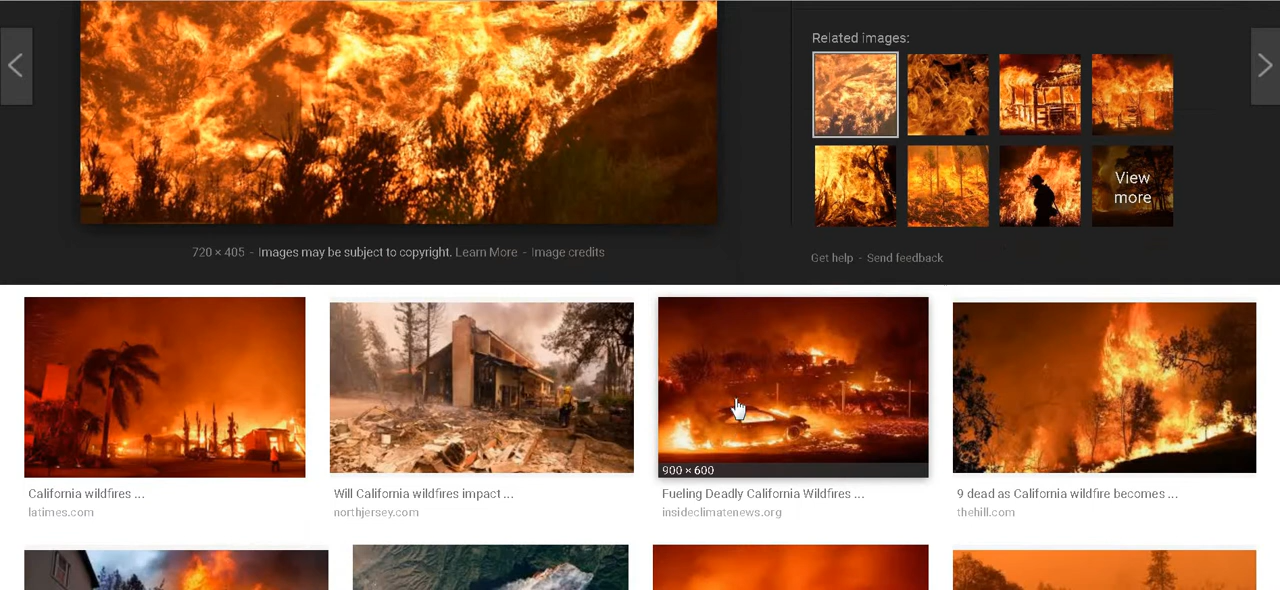 Related images:
View
more
720 × 405 - Images may be subject to copyright. Learn More - Image credits
Get help - Send feedback
900 × 600
California wildfires ...
latimes.com
Will California wildfires impact ...
northjersey.com
Fueling Deadly California Wildfires ...
insideclimatenews.org
9 dead as California wildfire becomes ...
thehill.com